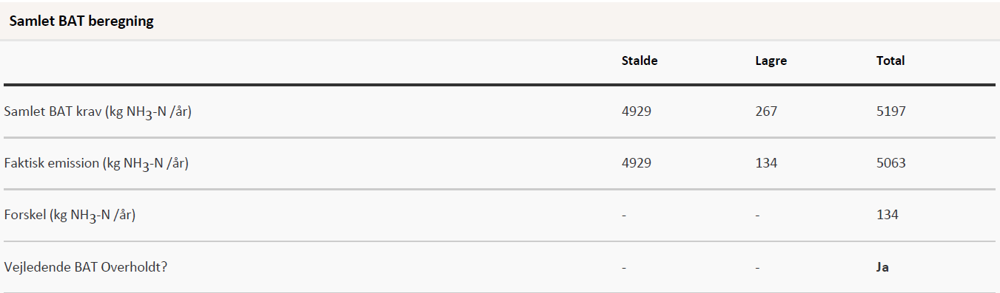 Samlet BAT beregning
Stalde Lagre Total
Samlet BAT krav (kg NH3-N /år) 4929 267 5197
Faktisk emission (kg NH3-N /år) 4929 134 5063
Forskel (kg NH3-N /år) - - 134
Vejledende BAT Overholdt? - - Ja